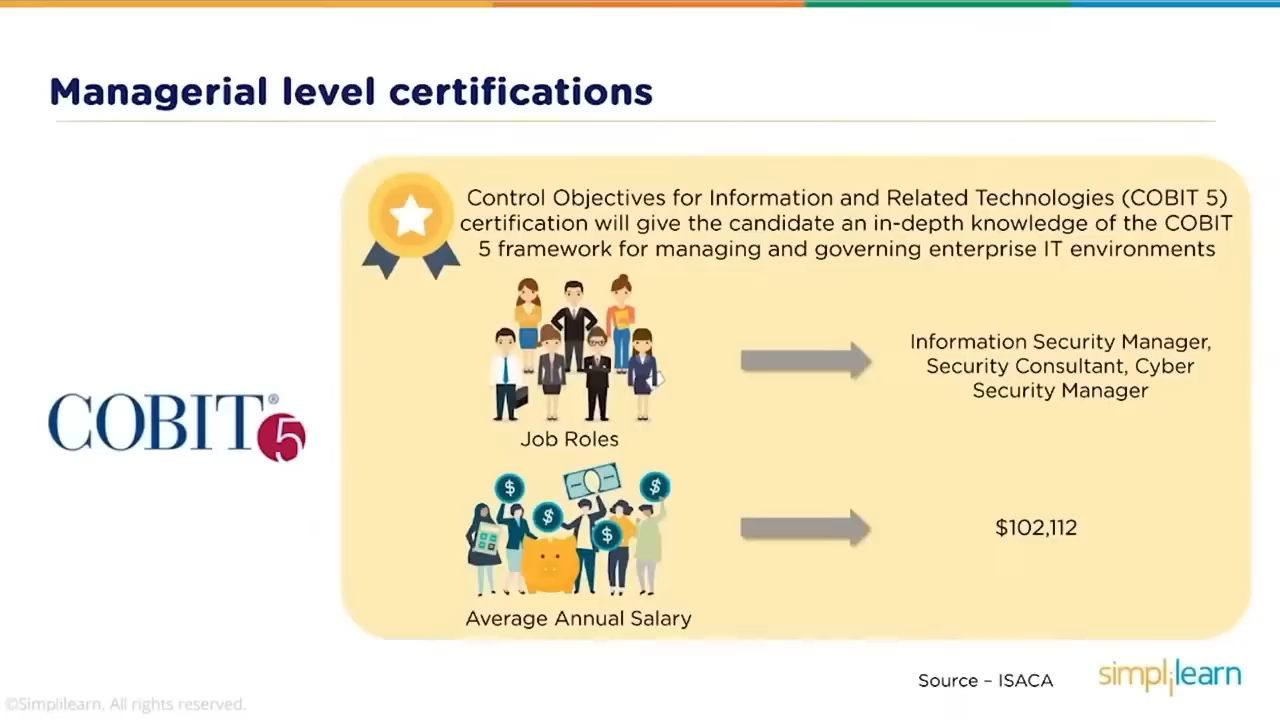 Managerial level certifications
Control Objectives for Information and Related Technologies (COBIT 5)
certification will give the candidate an in-depth knowledge of the COBIT
5 framework for managing and governing enterprise IT environments
Information Security Manager,
Security Consultant, Cyber
Security Manager
COBIT® 5
Job Roles
$ $ $ $
$102,112
Average Annual Salary
Source – ISACA
simplilearn
©Simplilearn. All rights reserved.